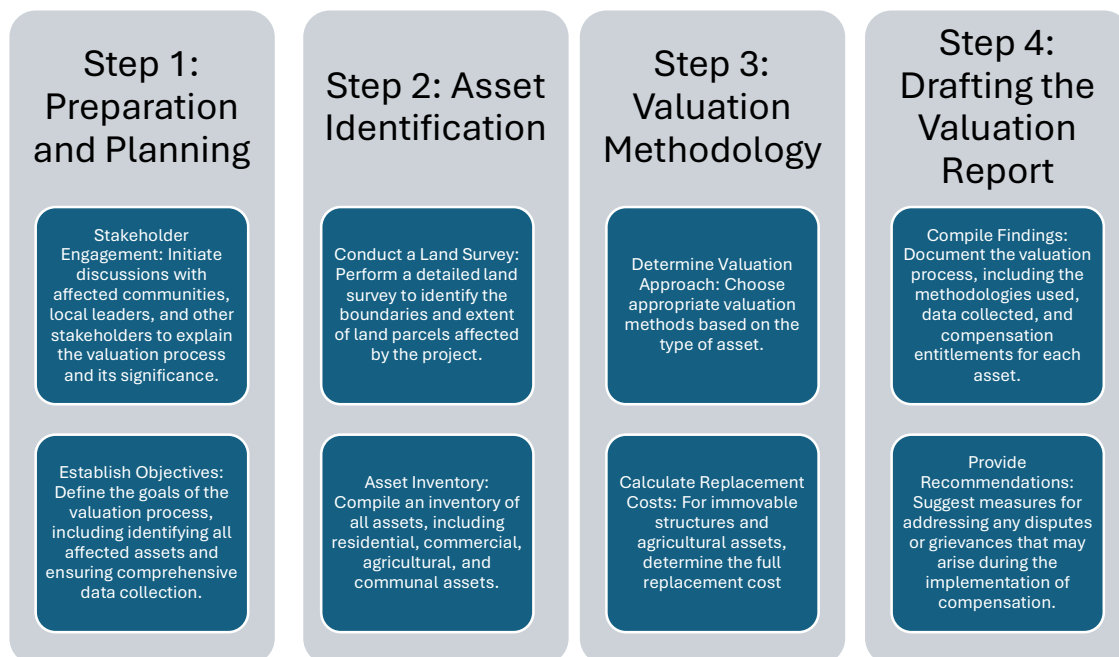 Step 1:
Preparation
and Planning
Stakeholder
Engagement: Initiate
discussions with
affected communities,
local leaders, and other
stakeholders to explain
the valuation process
and its significance.
Establish Objectives:
Define the goals of the
valuation process,
including identifying all
affected assets and
ensuring comprehensive
data collection.
Step 2: Asset
Identification
Conduct a Land Survey:
Perform a detailed land
survey to identify the
boundaries and extent
of land parcels affected
by the project.
Asset Inventory:
Compile an inventory of
all assets, including
residential, commercial,
agricultural, and
communal assets.
Step 3:
Valuation
Methodology
Determine Valuation
Approach: Choose
appropriate valuation
methods based on the
type of asset.
Calculate Replacement
Costs: For immovable
structures and
agricultural assets,
determine the full
replacement cost
Step 4:
Drafting the
Valuation
Report
Compile Findings:
Document the valuation
process, including the
methodologies used,
data collected, and
compensation
entitlements for each
asset.
Provide
Recommendations:
Suggest measures for
addressing any disputes
or grievances that may
arise during the
implementation of
compensation.